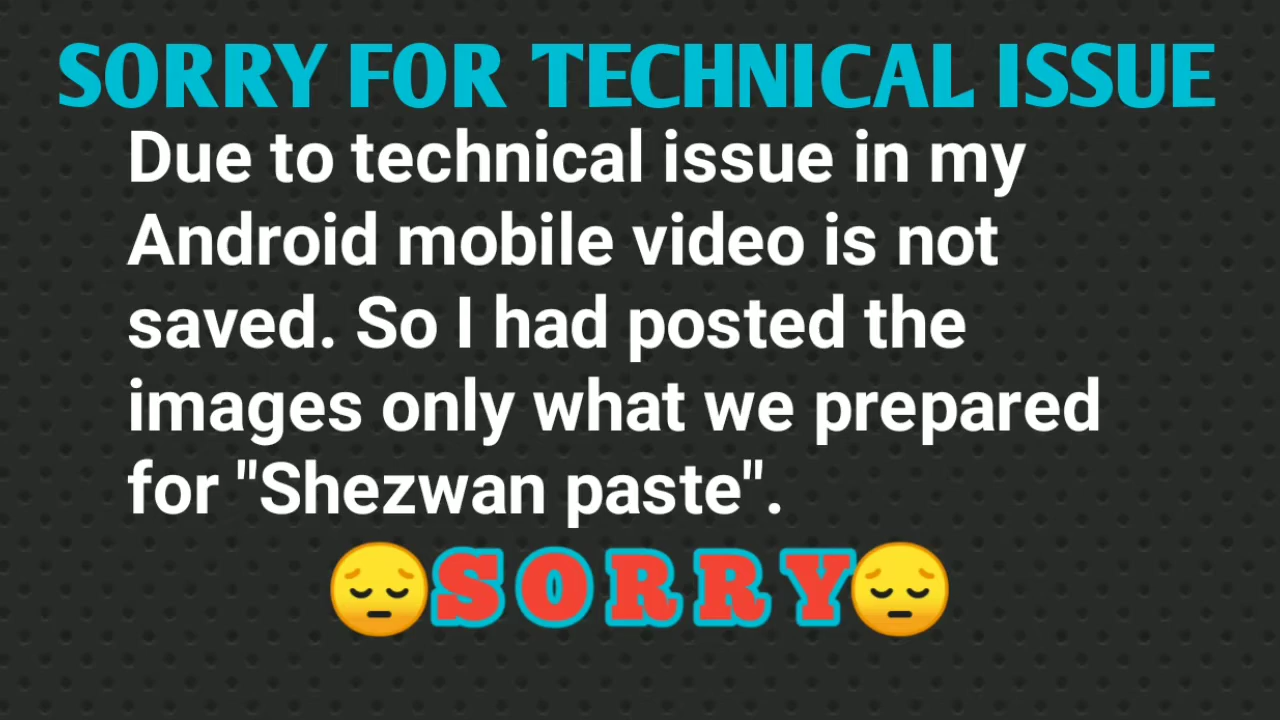 SORRY FOR TECHNICAL ISSUE
Due to technical issue in my
Android mobile video is not
saved. So I had posted the
images only what we prepared
for "Shezwan paste".
😔SORRY😔